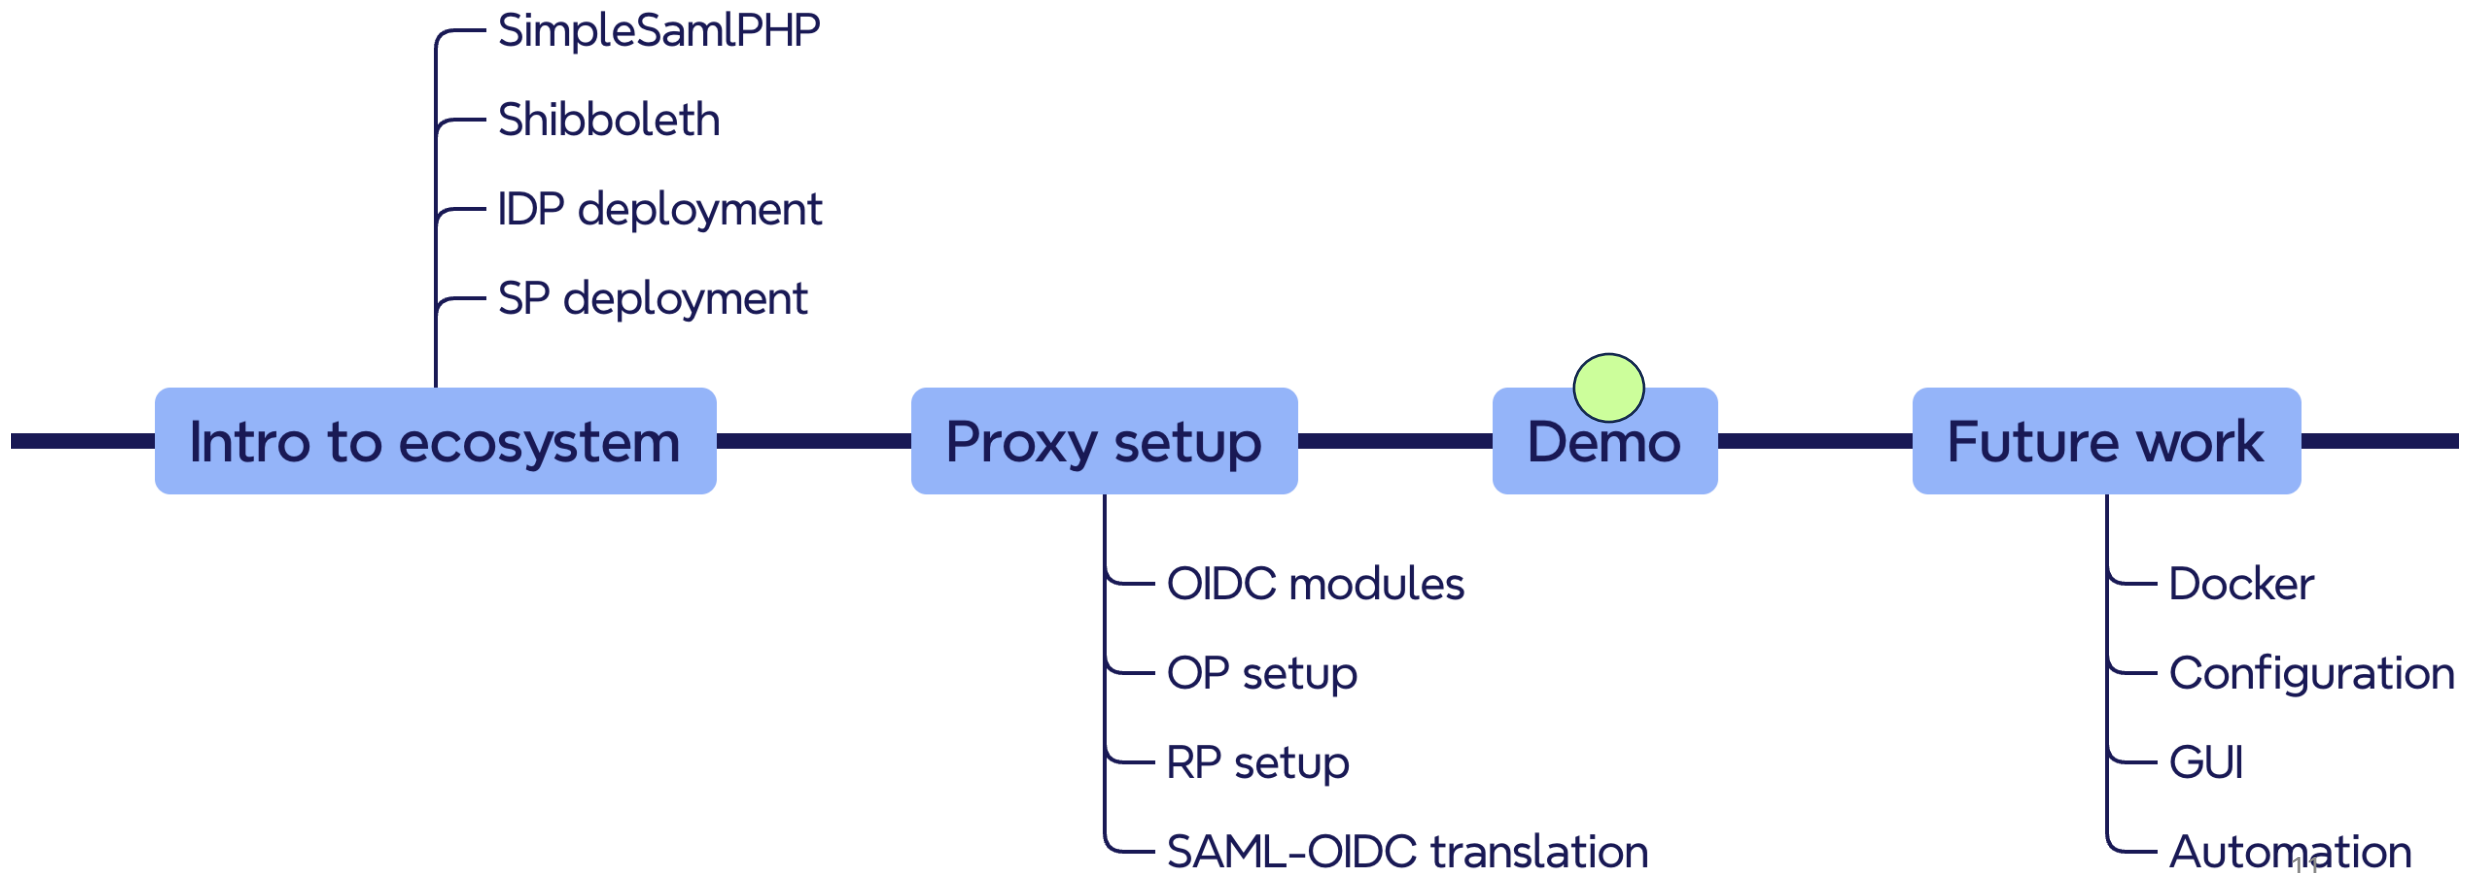 SimpleSamlPHP
Shibboleth
IDP deployment
SP deployment
Intro to ecosystem
Proxy setup
Demo
Future work
OIDC modules
OP setup
RP setup
SAML-OIDC translation
Docker
Configuration
GUI
Automation
11